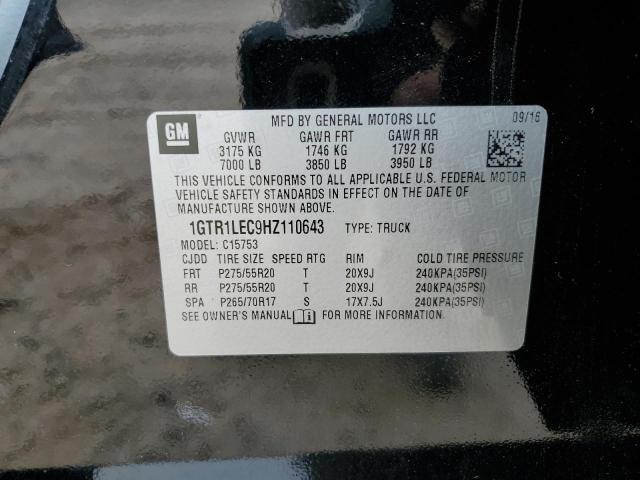 GM
MFD BY GENERAL MOTORS LLC 09/16
GVWR GAWR FRT GAWR RR
3175 KG 1746 KG 1792 KG
7000 LB 3850 LB 3950 LB
THIS VEHICLE CONFORMS TO ALL APPLICABLE U.S. FEDERAL MOTOR
VEHICLE SAFETY STANDARDS IN EFFECT ON THE DATE OF
MANUFACTURE SHOWN ABOVE.
1GTR1LEC9HZ110643 TYPE: TRUCK
MODEL: C15753
CJDD TIRE SIZE SPEED RTG RIM COLD TIRE PRESSURE
FRT P275/55R20 T 20X9J 240KPA(35PSI)
RR P275/55R20 T 20X9J 240KPA(35PSI)
SPA P265/70R17 S 17X7.5J 240KPA(35PSI)
SEE OWNER'S MANUAL FOR MORE INFORMATION.